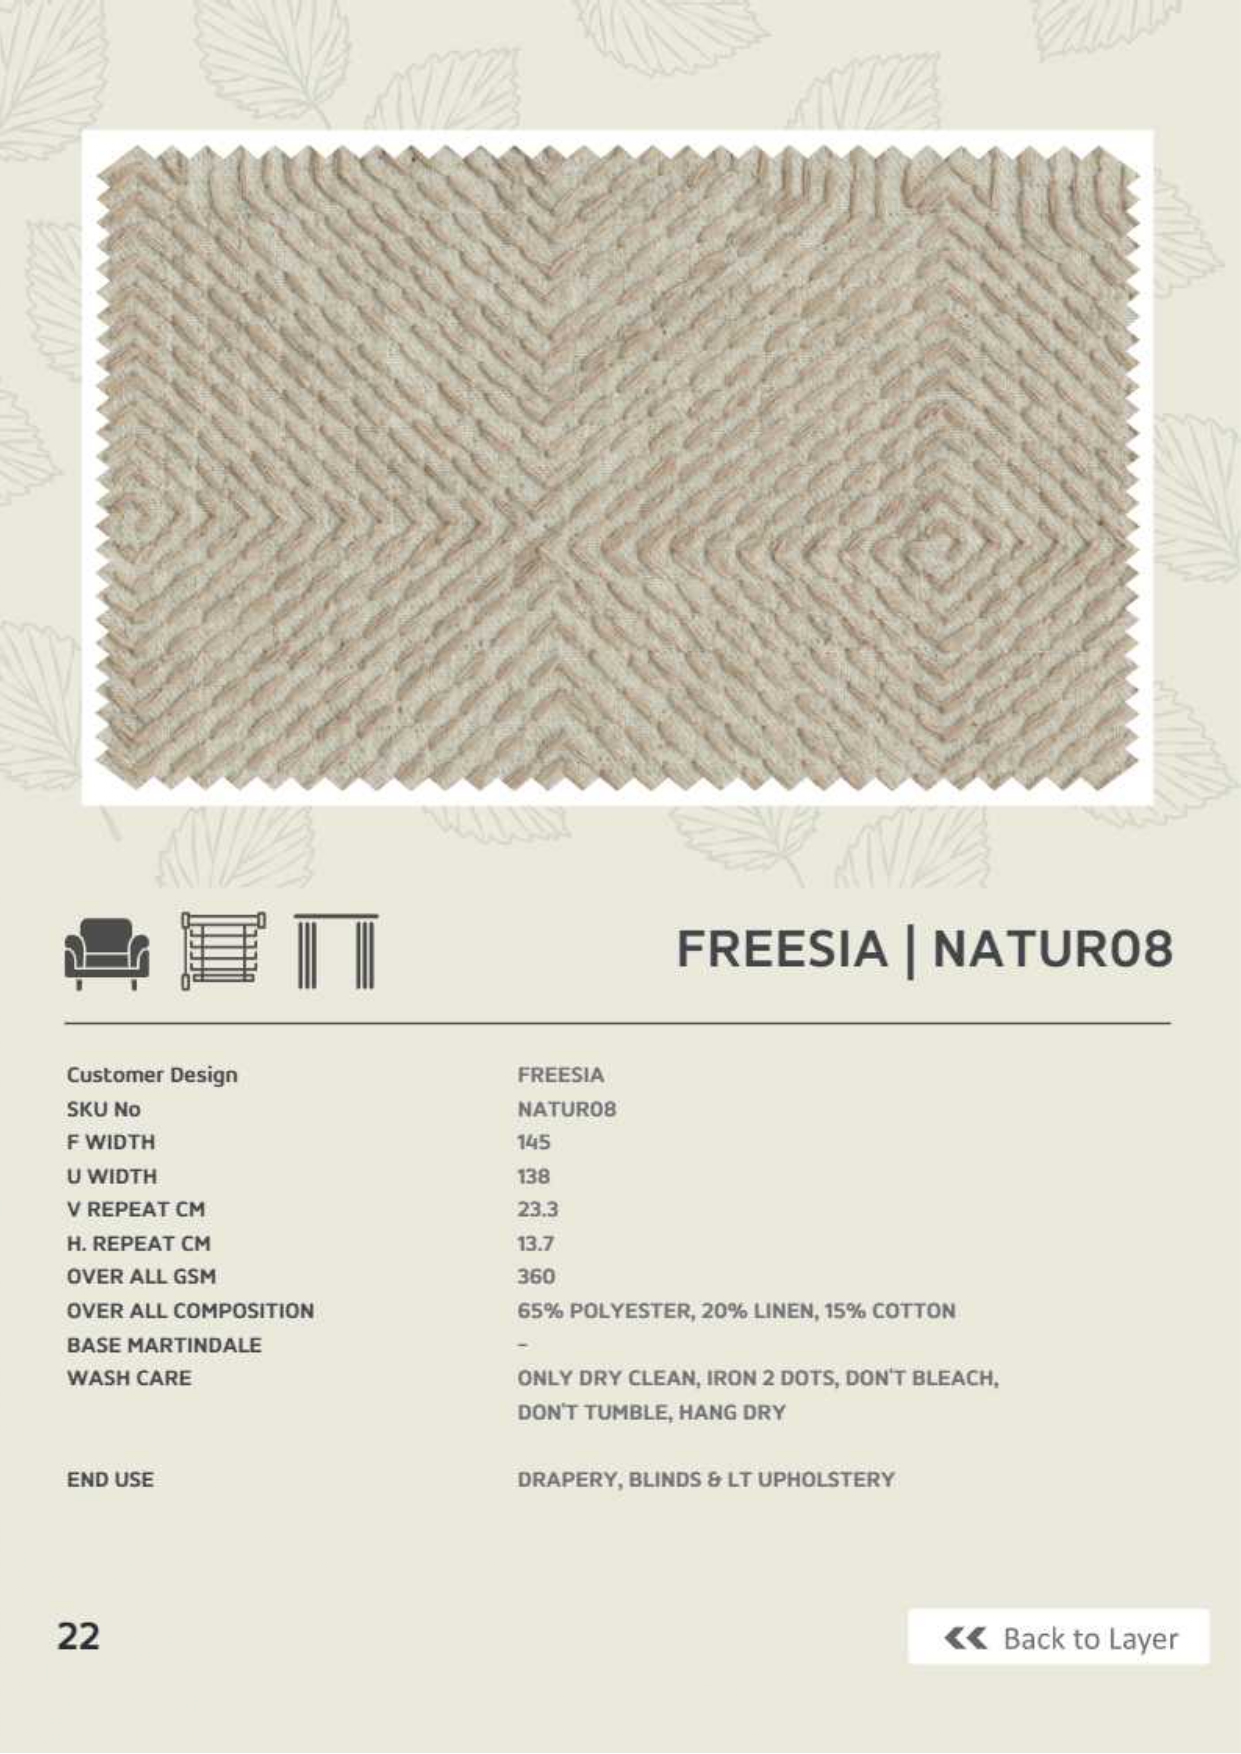 FREESIA | NATUR08
Customer Design FREESIA
SKU No NATUR08
F WIDTH 145
U WIDTH 138
V REPEAT CM 23.3
H. REPEAT CM 13.7
OVER ALL GSM 360
OVER ALL COMPOSITION 65% POLYESTER, 20% LINEN, 15% COTTON
BASE MARTINDALE -
WASH CARE ONLY DRY CLEAN, IRON 2 DOTS, DON'T BLEACH,
DON'T TUMBLE, HANG DRY
END USE DRAPERY, BLINDS & LT UPHOLSTERY
22
Back to Layer